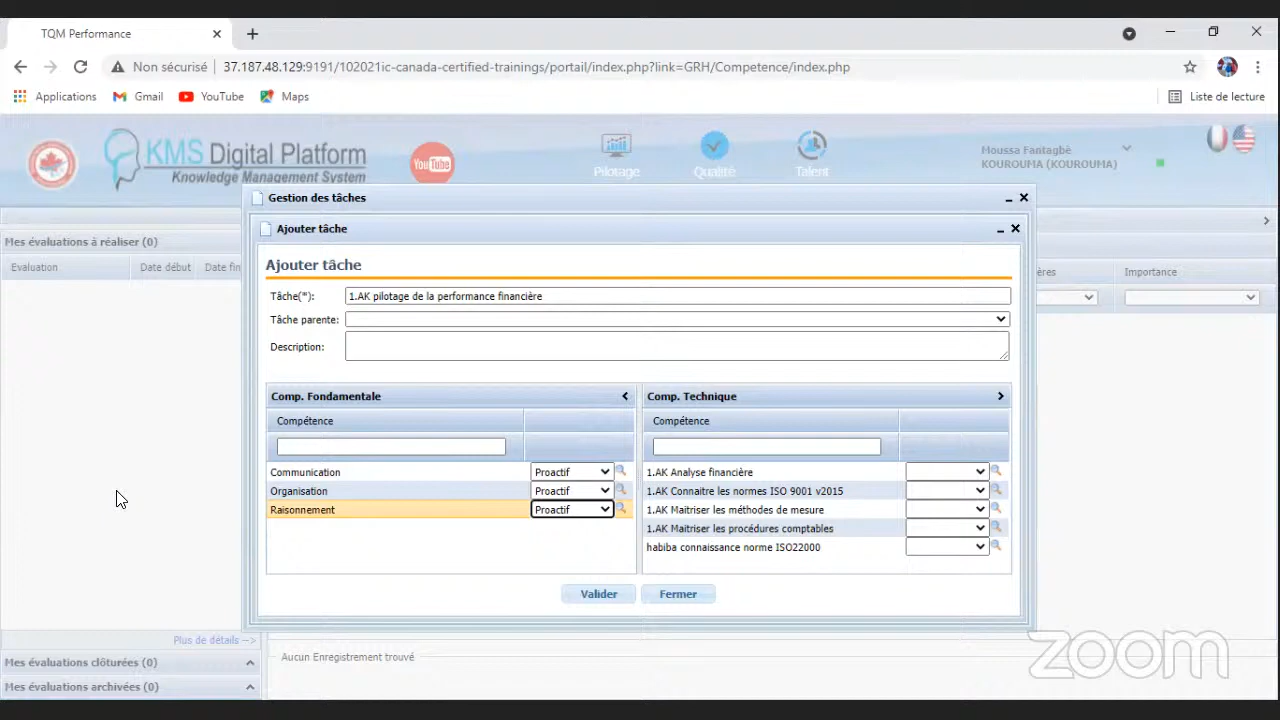 TQM Performance
Non sécurisé
37.187.48.129:9191/102021ic-canada-certified-trainings/portail/index.php?link=GRH/Competence/index.php
Applications
Gmail
YouTube
Maps
Liste de lecture
KMS Digital Platform
Knowledge Management System
YouTube
Pilotage
Qualité
Talent
Moussa Fantagbè
KOUROUMA (KOUROUMA)
Mes évaluations à réaliser (0)
Evaluation
Date début
Date fin
ères
Importance
Gestion des tâches
Ajouter tâche
Ajouter tâche
Tâche(*):
1.AK pilotage de la performance financière
Tâche parente:
Description:
Comp. Fondamentale
Compétence
Communication
Proactif
Organisation
Proactif
Raisonnement
Proactif
Comp. Technique
Compétence
1.AK Analyse financière
1.AK Connaitre les normes ISO 9001 v2015
1.AK Maitriser les méthodes de mesure
1.AK Maitriser les procédures comptables
habiba connaissance norme ISO22000
Valider
Fermer
Plus de détails -->
Mes évaluations clôturées (0)
Mes évaluations archivées (0)
Aucun Enregistrement trouvé
zoom